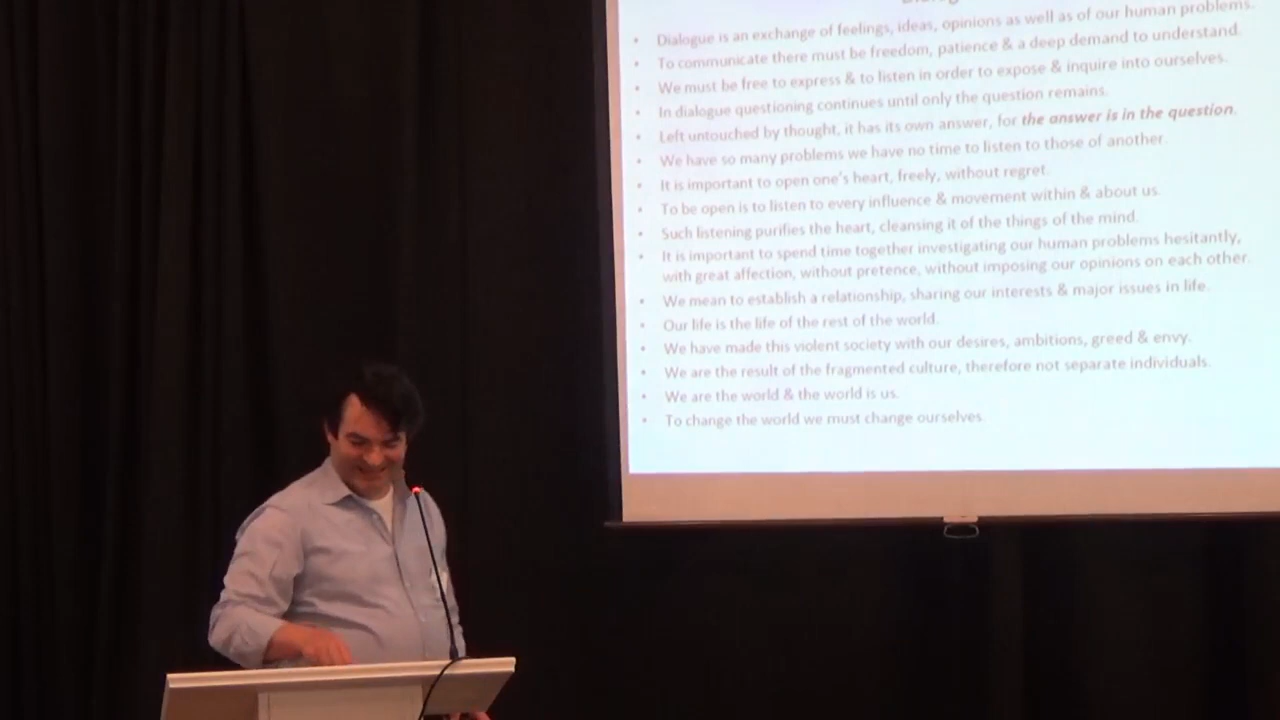 • Dialogue is an exchange of feelings, ideas, opinions as well as of our human problems.
• To communicate there must be freedom, patience & a deep demand to understand.
• We must be free to express & to listen in order to expose & inquire into ourselves.
• In dialogue questioning continues until only the question remains.
• Left untouched by thought, it has its own answer, for the answer is in the question.
• We have so many problems we have no time to listen to those of another.
• It is important to open one's heart, freely, without regret.
• To be open is to listen to every influence & movement within & about us.
• Such listening purifies the heart, cleansing it of the things of the mind.
• It is important to spend time together investigating our human problems hesitantly,
with great affection, without pretence, without imposing our opinions on each other.
• We mean to establish a relationship, sharing our interests & major issues in life.
• Our life is the life of the rest of the world.
• We have made this violent society with our desires, ambitions, greed & envy.
• We are the result of the fragmented culture, therefore not separate individuals.
• We are the world & the world is us.
• To change the world we must change ourselves.